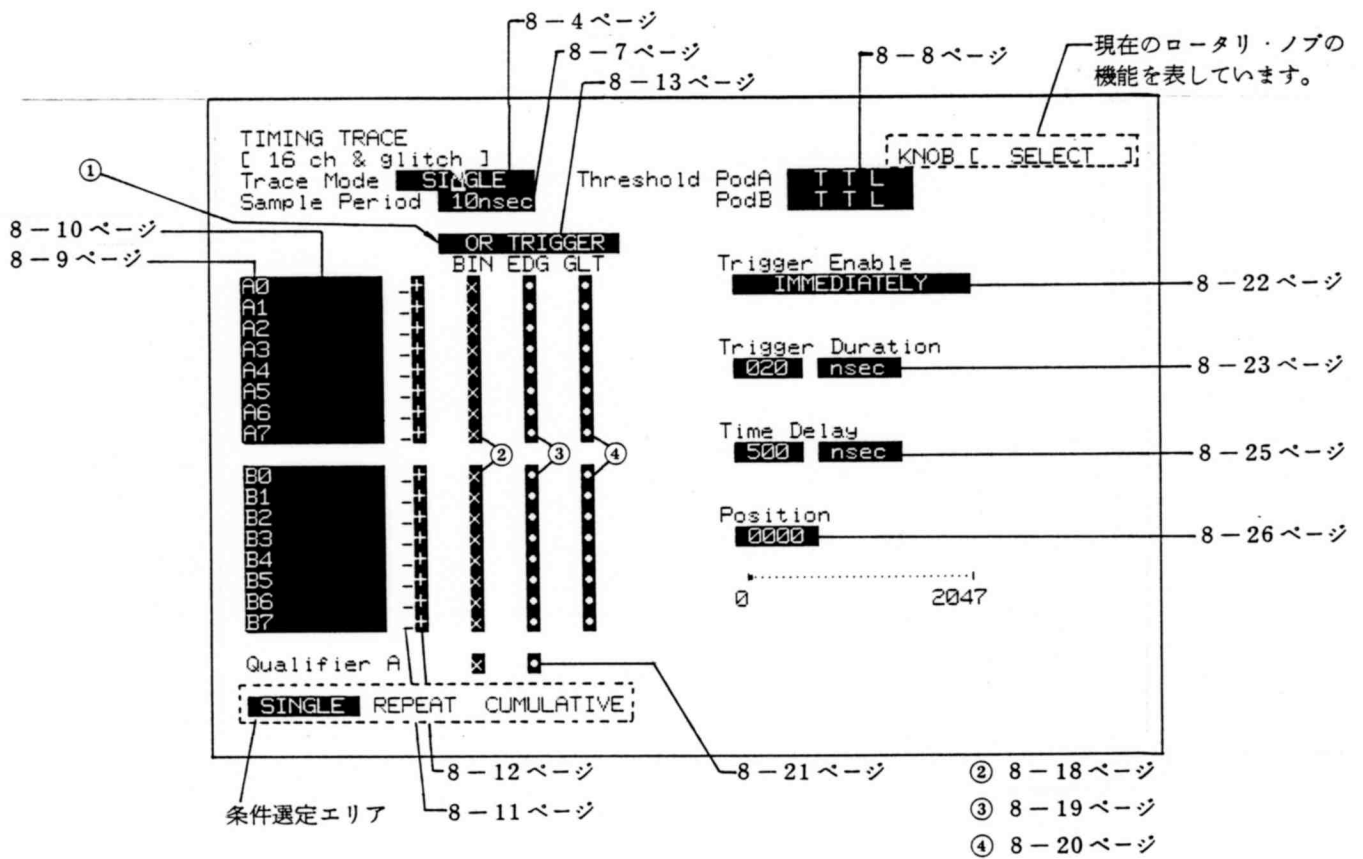 8-4ページ
8-7ページ
8-13ページ
8-8ページ
現在のロータリ・ノブの
機能を表しています。
TIMING TRACE
[ 16 ch & glitch ]
Trace Mode SINGLE
Sample Period 10nsec
Threshold PodA T T L
PodB T T L
KNOB [ SELECT ]
①
8-10ページ
8-9ページ
OR TRIGGER
BIN EDG GLT
A0 -+ × • •
A1 -+ × • •
A2 -+ × • •
A3 -+ × • •
A4 -+ × • •
A5 -+ × • •
A6 -+ × • •
A7 -+ × • •
② ③ ④
B0 -+ × • •
B1 -+ × • •
B2 -+ × • •
B3 -+ × • •
B4 -+ × • •
B5 -+ × • •
B6 -+ × • •
B7 -+ × • •
Qualifier A × •
SINGLE REPEAT CUMULATIVE
Trigger Enable
IMMEDIATELY
8-22ページ
Trigger Duration
020 nsec
8-23ページ
Time Delay
500 nsec
8-25ページ
Position
0000
8-26ページ
0 2047
条件選定エリア
8-12ページ
8-11ページ
8-21ページ
② 8-18ページ
③ 8-19ページ
④ 8-20ページ